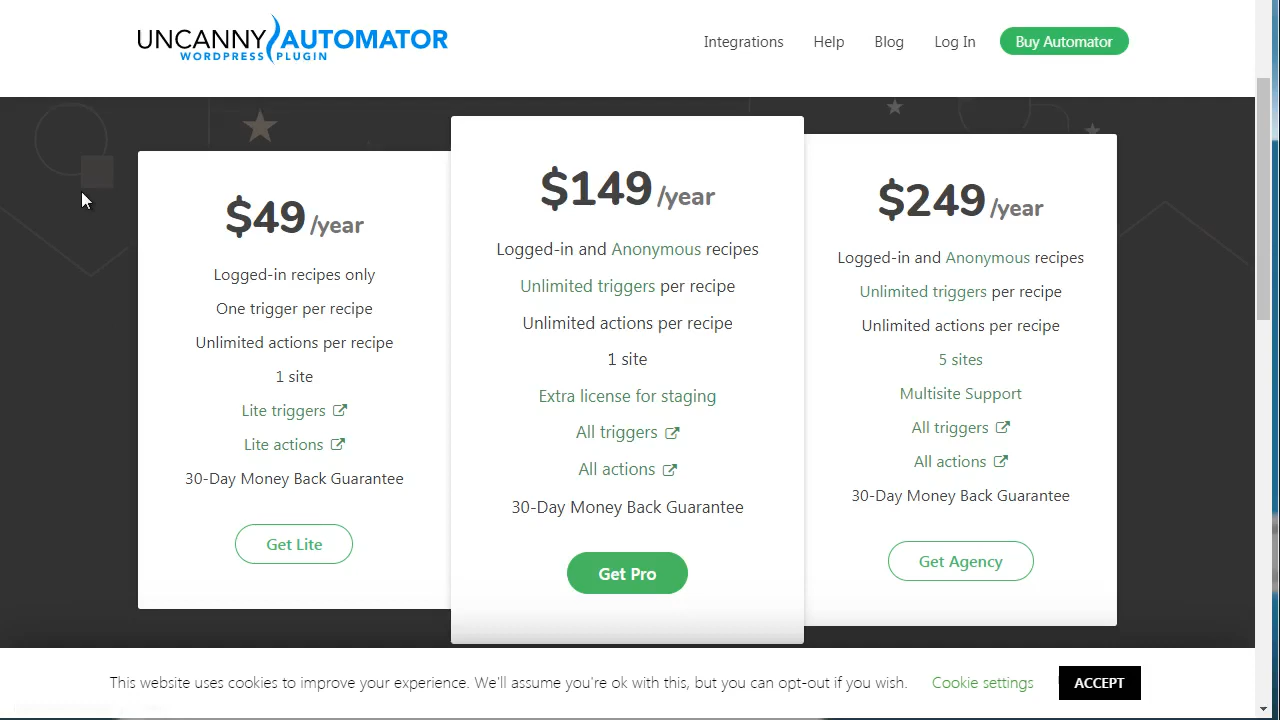 UNCANNY AUTOMATOR
WORDPRESS PLUGIN
Integrations
Help
Blog
Log In
Buy Automator
$49 /year
Logged-in recipes only
One trigger per recipe
Unlimited actions per recipe
1 site
Lite triggers
Lite actions
30-Day Money Back Guarantee
Get Lite
$149 /year
Logged-in and Anonymous recipes
Unlimited triggers per recipe
Unlimited actions per recipe
1 site
Extra license for staging
All triggers
All actions
30-Day Money Back Guarantee
Get Pro
$249 /year
Logged-in and Anonymous recipes
Unlimited triggers per recipe
Unlimited actions per recipe
5 sites
Multisite Support
All triggers
All actions
30-Day Money Back Guarantee
Get Agency
This website uses cookies to improve your experience. We'll assume you're ok with this, but you can opt-out if you wish.
Cookie settings
ACCEPT